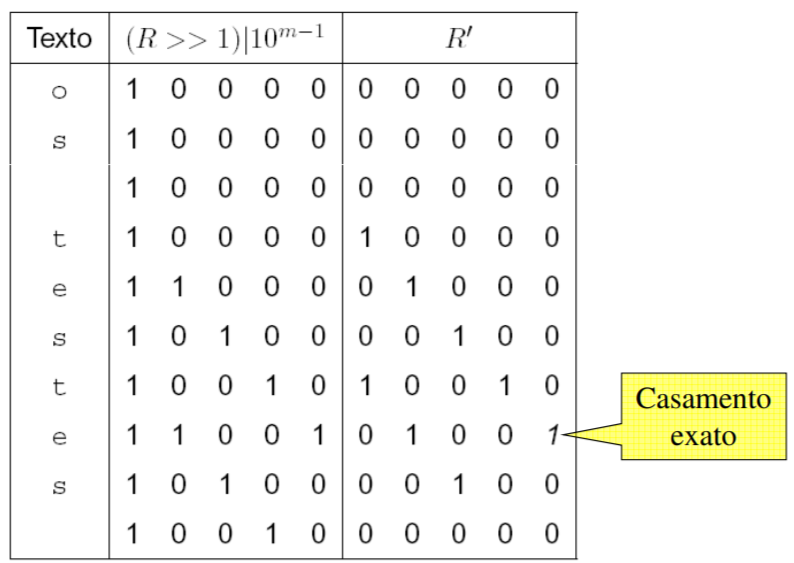 Texto (R >> 1)|10^{m−1} R′
o 1 0 0 0 0 0 0 0 0 0
s 1 0 0 0 0 0 0 0 0 0
1 0 0 0 0 0 0 0 0 0
t 1 0 0 0 0 1 0 0 0 0
e 1 1 0 0 0 0 1 0 0 0
s 1 0 1 0 0 0 0 1 0 0
t 1 0 0 1 0 1 0 0 1 0
e 1 1 0 0 1 0 1 0 0 1
Casamento
exato
s 1 0 1 0 0 0 0 1 0 0
1 0 0 1 0 0 0 0 0 0